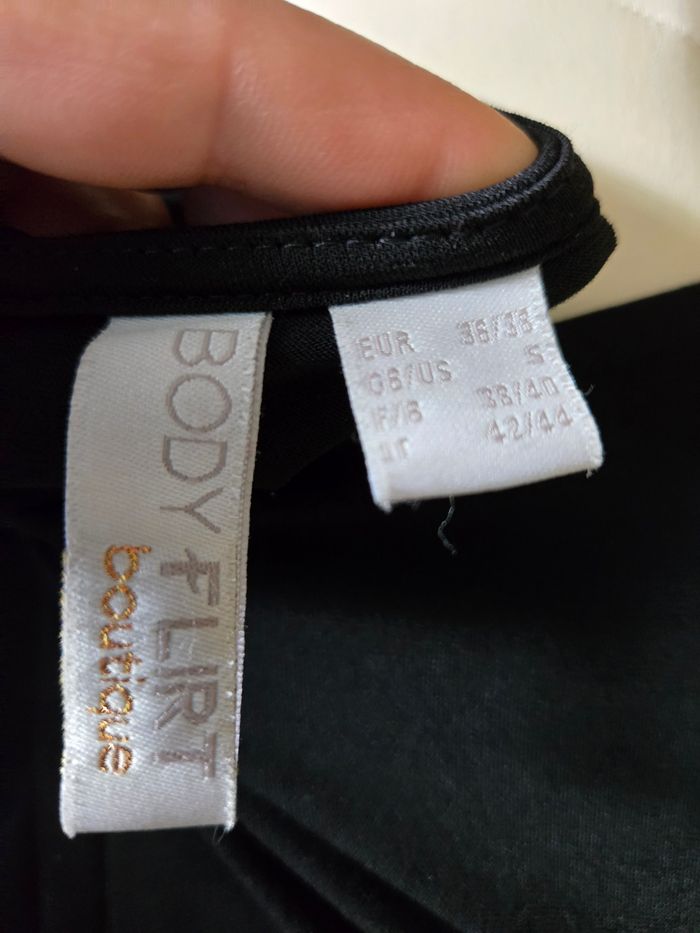 BODY FLIRT
boutique
EUR 36/38
GB/US S
F/B 38/40
IT 42/44